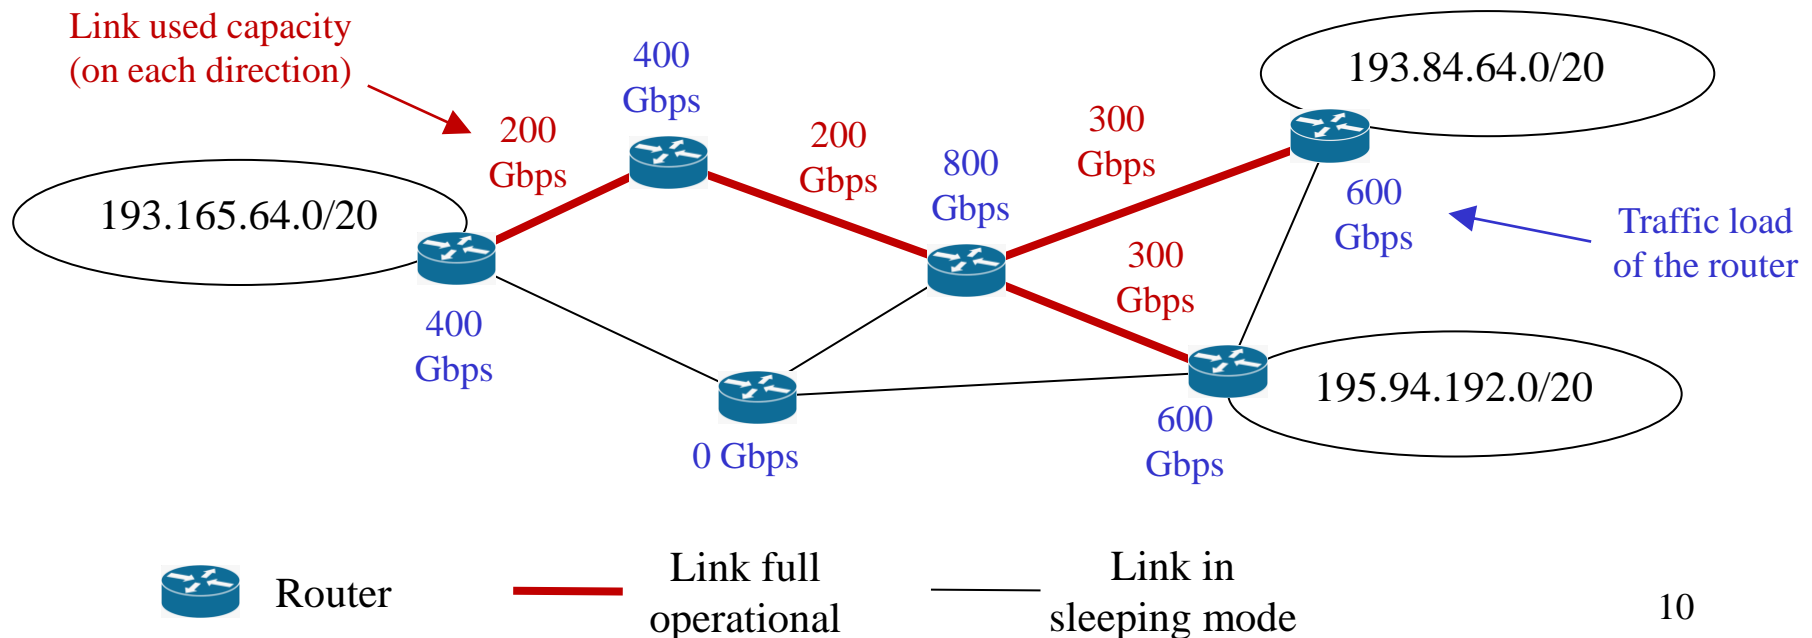 Link used capacity
(on each direction)
400
Gbps
193.84.64.0/20
200
Gbps
200
Gbps
300
Gbps
800
Gbps
193.165.64.0/20
600
Gbps
Traffic load
of the router
300
Gbps
400
Gbps
195.94.192.0/20
600
Gbps
0 Gbps
Router
Link full
operational
Link in
sleeping mode
10